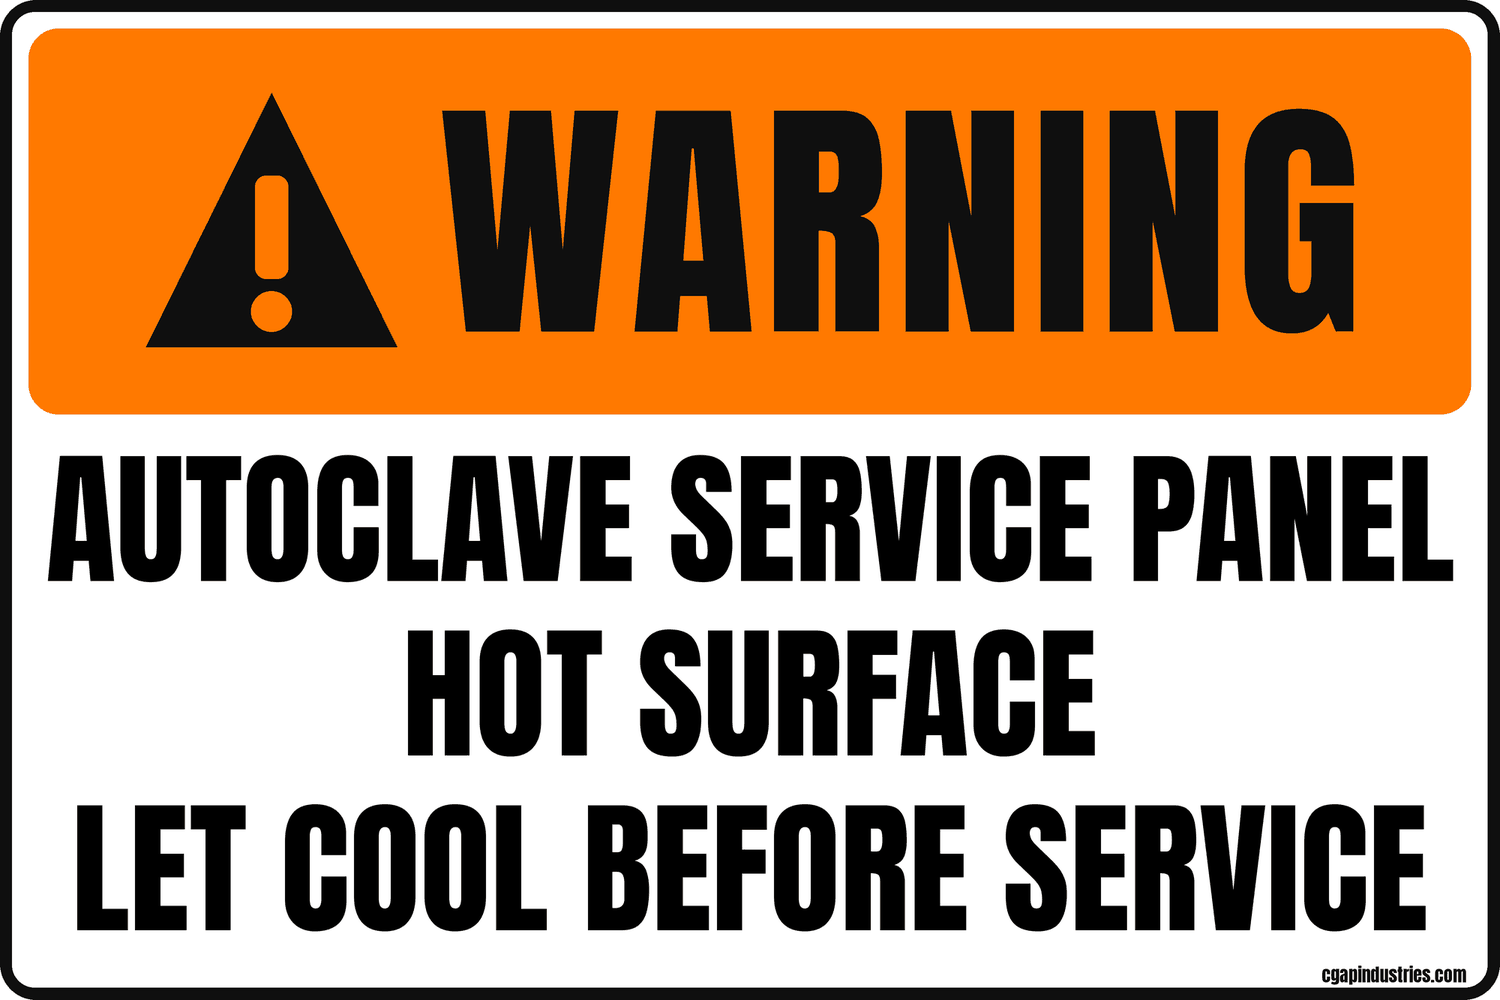 WARNING
AUTOCLAVE SERVICE PANEL
HOT SURFACE
LET COOL BEFORE SERVICE
cgapindustries.com